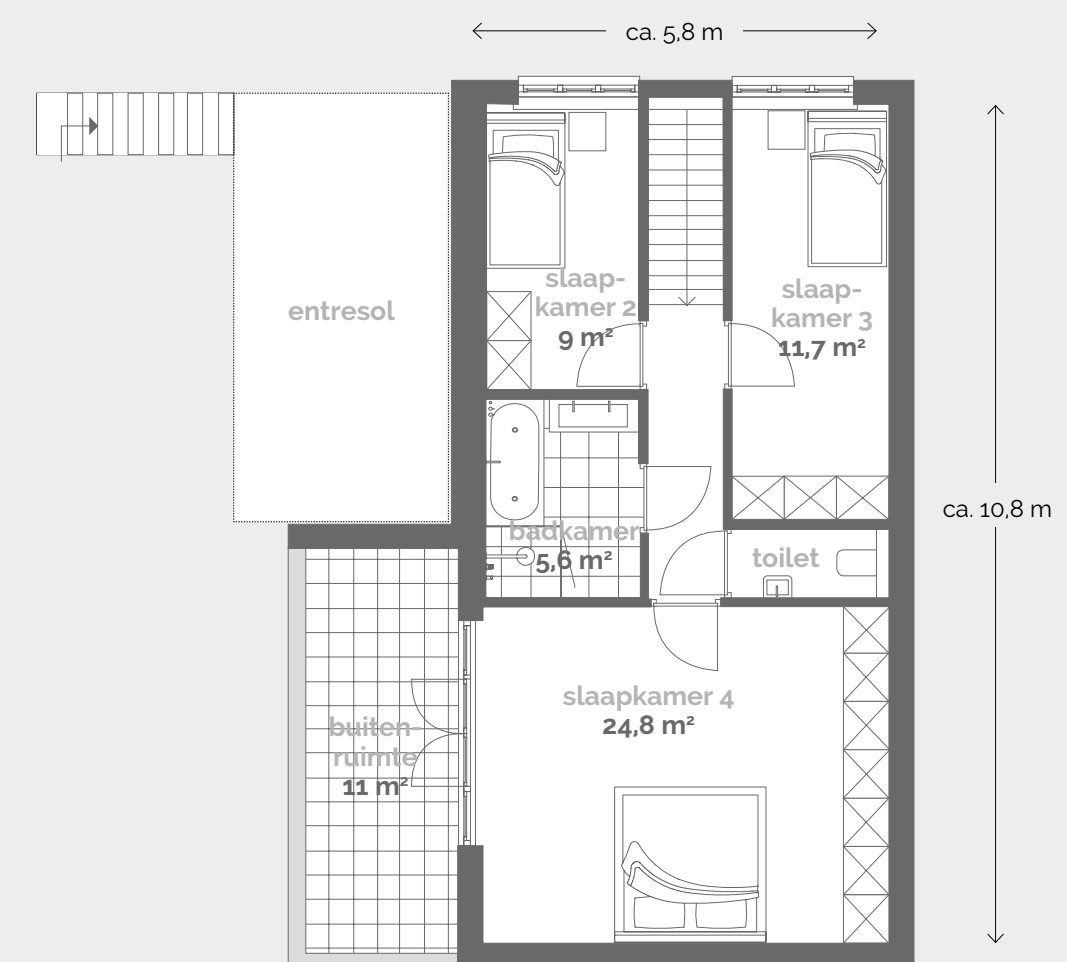 ca. 5,8 m
entresol
slaap-
kamer 2
9 m²
slaap-
kamer 3
11,7 m²
ca. 10,8 m
badkamer
5,6 m²
toilet
slaapkamer 4
24,8 m²
buiten-
ruimte
11 m²